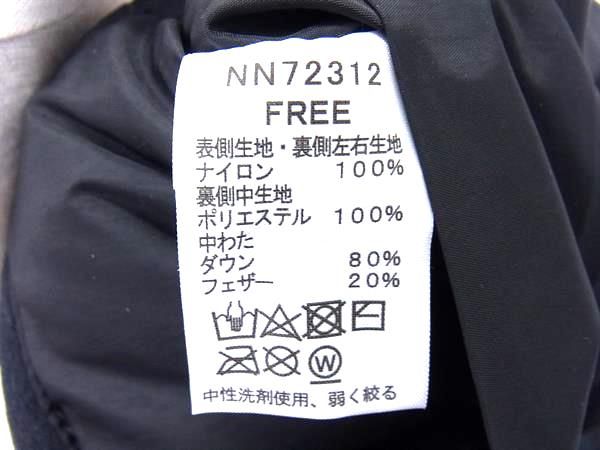 NN72312
FREE
表側生地・裏側左右生地
ナイロン 100%
裏側中生地
ポリエステル 100%
中わた
ダウン 80%
フェザー 20%
W
中性洗剤使用、弱く絞る